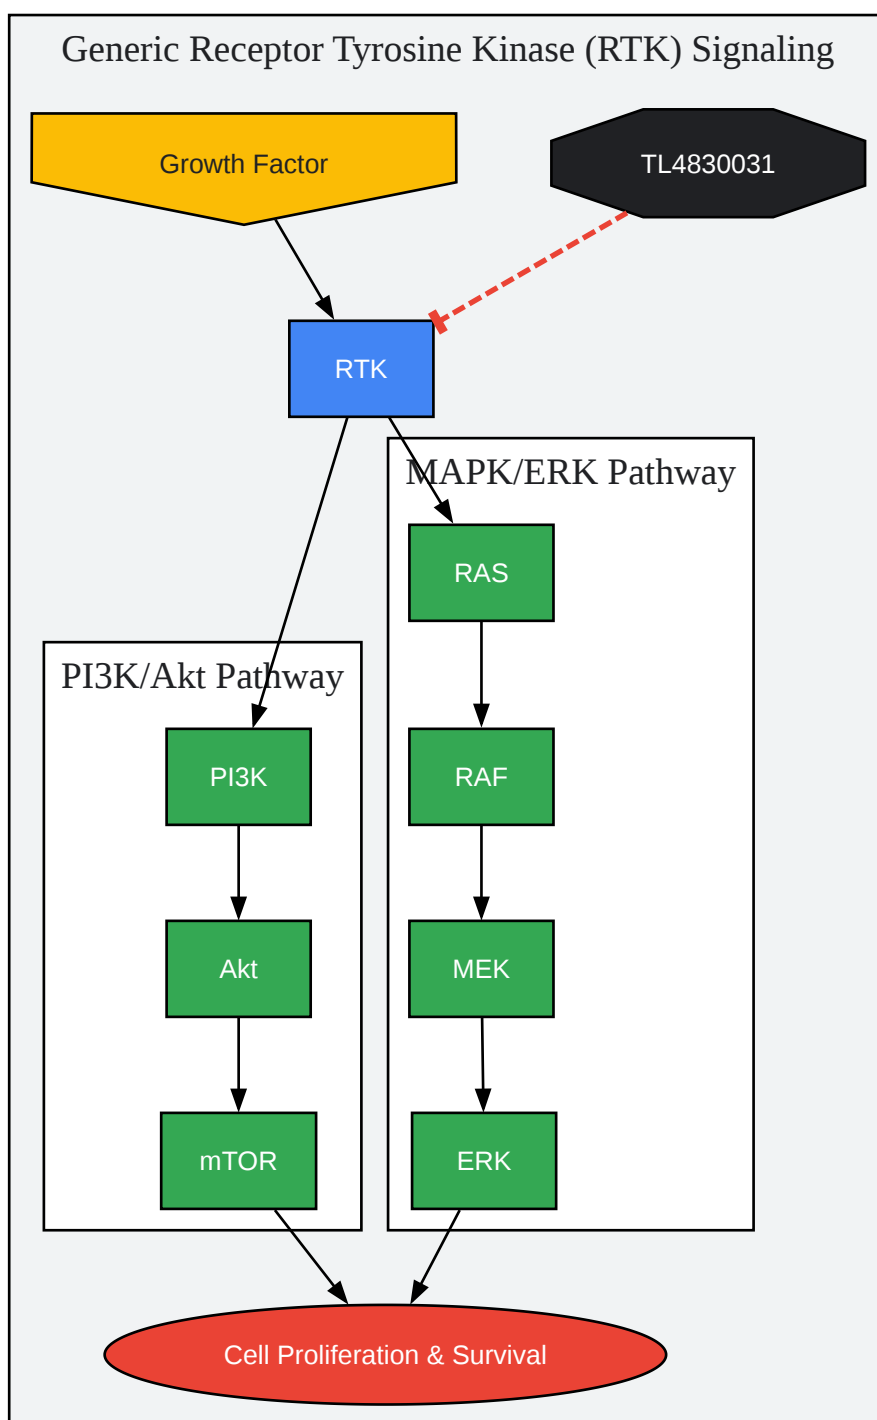 Generic Receptor Tyrosine Kinase (RTK) Signaling
Growth Factor
TL4830031
RTK
MAPK/ERK Pathway
RAS
PI3K/Akt Pathway
PI3K
RAF
Akt
MEK
mTOR
ERK
Cell Proliferation & Survival